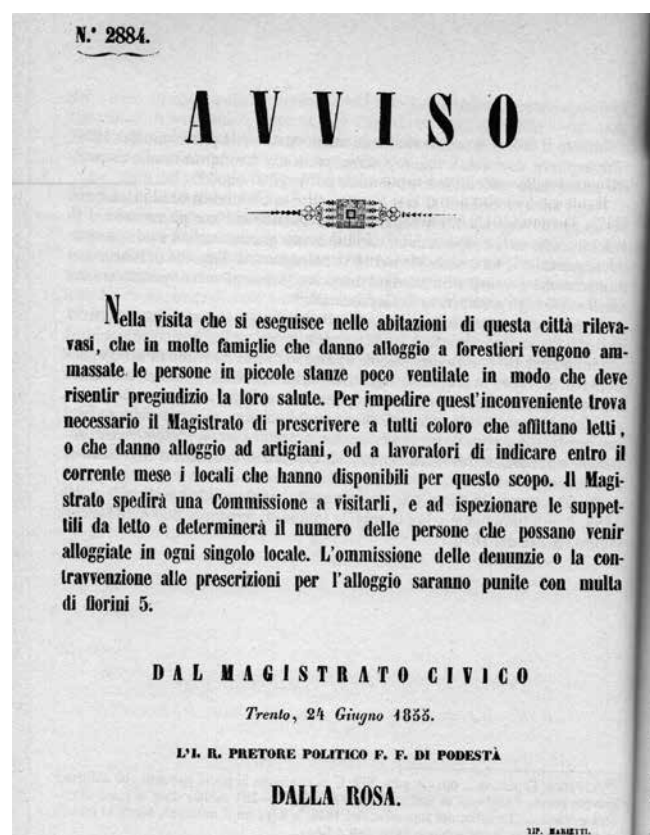 N.° 2884.
AVVISO
Nella visita che si eseguisce nelle abitazioni di questa città rileva-
vasi, che in molte famiglie che danno alloggio a forestieri vengono am-
massate le persone in piccole stanze poco ventilate in modo che deve
risentir pregiudizio la loro salute. Per impedire quest'inconveniente trova
necessario il Magistrato di prescrivere a tutti coloro che affittano letti,
o che danno alloggio ad artigiani, od a lavoratori di indicare entro il
corrente mese i locali che hanno disponibili per questo scopo. Il Magi-
strato spedirà una Commissione a visitarli, e ad ispezionare le suppet-
tili da letto e determinerà il numero delle persone che possano venir
alloggiate in ogni singolo locale. L'ommissione delle denunzie o la con-
travvenzione alle prescrizioni per l'alloggio saranno punite con multa
di fiorini 5.
DAL MAGISTRATO CIVICO
Trento, 24 Giugno 1855.
L'I. R. PRETORE POLITICO F. F. DI PODESTÀ
DALLA ROSA.
TIP. MARIETTI.